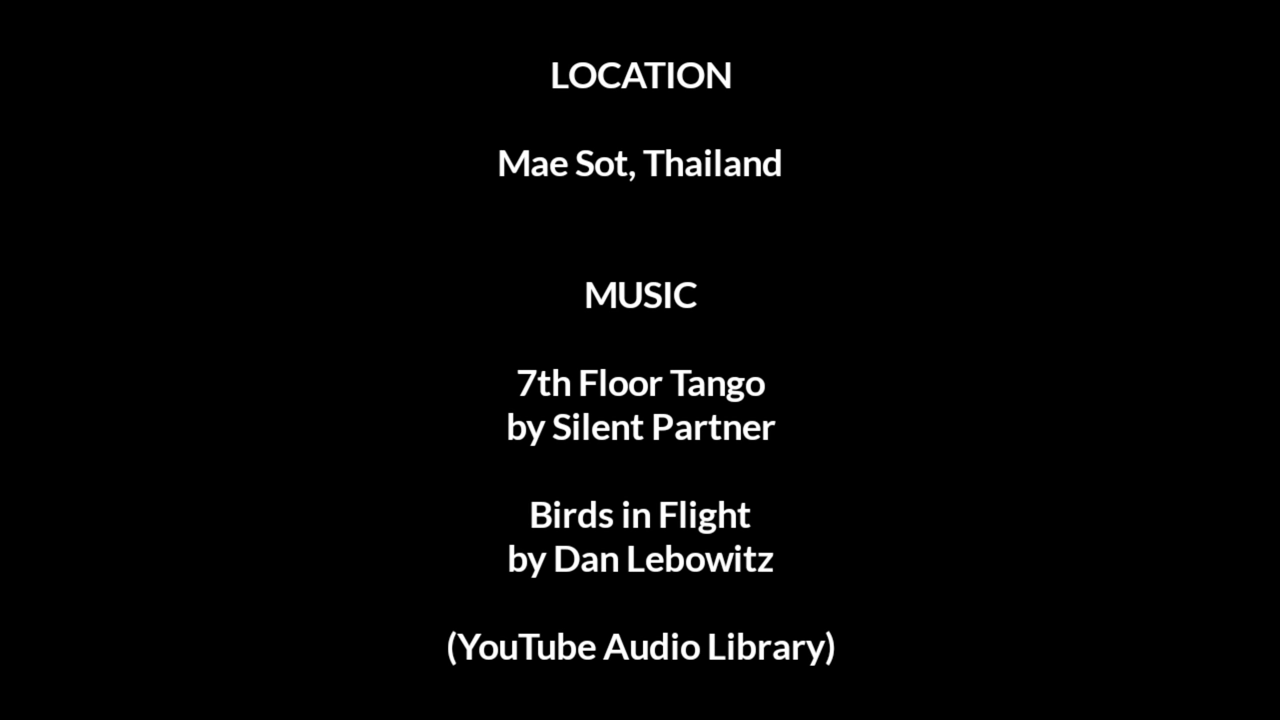 LOCATION
Mae Sot, Thailand
MUSIC
7th Floor Tango
by Silent Partner
Birds in Flight
by Dan Lebowitz
(YouTube Audio Library)